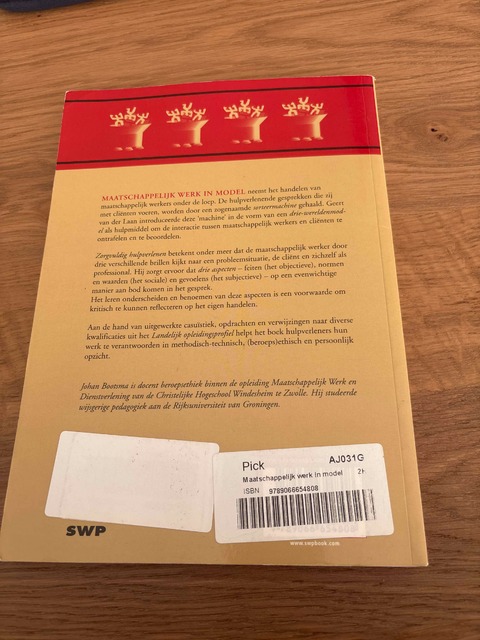 MAATSCHAPPELIJK WERK IN MODEL neemt het handelen van
maatschappelijk werkers onder de loep. De hulpverlenende gesprekken die zij
met cliënten voeren, worden door een zogenaamde sorteermachine gehaald. Geert
van der Laan introduceerde deze 'machine' in de vorm van een drie-wereldenmod-
el als hulpmiddel om de interactie tussen maatschappelijk werkers en cliënten te
ontrafelen en te beoordelen.
Zorgvuldig hulpverlenen betekent onder meer dat de maatschappelijk werker door
drie verschillende brillen kijkt naar een probleemsituatie, de cliënt en zichzelf als
professional. Hij zorgt ervoor dat drie aspecten – feiten (het objectieve), normen
en waarden (het sociale) en gevoelens (het subjectieve) – op een evenwichtige
manier aan bod komen in het gesprek.
Het leren onderscheiden en benoemen van deze aspecten is een voorwaarde om
kritisch te kunnen reflecteren op het eigen handelen.
Aan de hand van uitgewerkte casuïstiek, opdrachten en verwijzingen naar diverse
kwalificaties uit het Landelijk opleidingsprofiel helpt het boek hulpverleners hun
werk te verantwoorden in methodisch-technisch, (beroeps)ethisch en persoonlijk
opzicht.
Johan Bootsma is docent beroepsethiek binnen de opleiding Maatschappelijk Werk en
Dienstverlening van de Christelijke Hogeschool Windesheim te Zwolle. Hij studeerde
wijsgerige pedagogiek aan de Rijksuniversiteit van Groningen.
Pick AJ031G
Maatschappelijk werk in model 2H
ISBN 9789066654808
SWP
www.swpbook.com